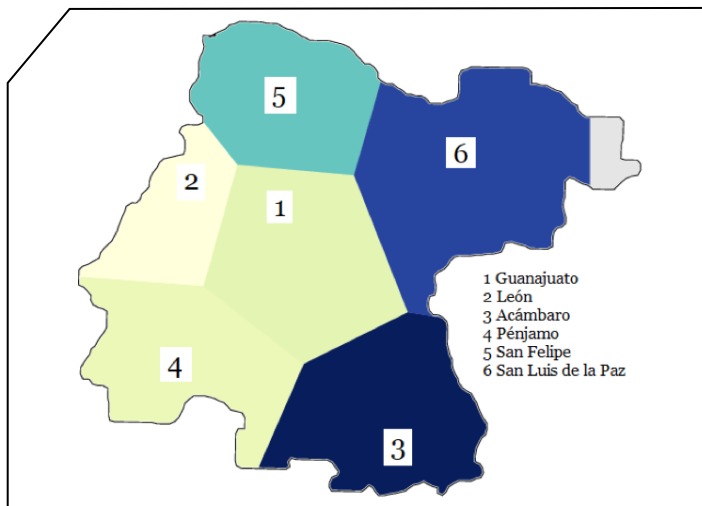 5
6
2
1
1 Guanajuato
2 León
3 Acámbaro
4 Pénjamo
5 San Felipe
6 San Luis de la Paz
4
3